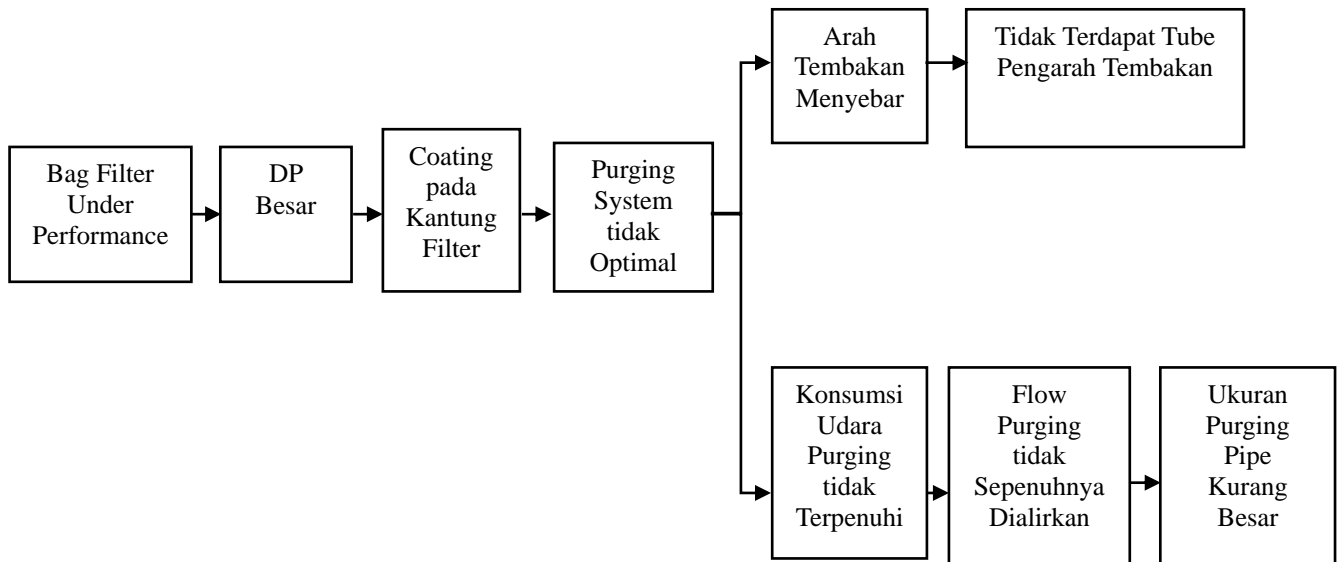 Bag Filter
Under
Performance
DP
Besar
Coating
pada
Kantung
Filter
Purging
System
tidak
Optimal
Arah
Tembakan
Menyebar
Tidak Terdapat Tube
Pengarah Tembakan
Konsumsi
Udara
Purging
tidak
Terpenuhi
Flow
Purging
tidak
Sepenuhnya
Dialirkan
Ukuran
Purging
Pipe
Kurang
Besar